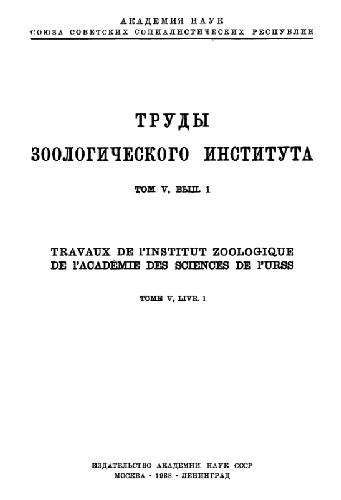 АКАДЕМИЯ НАУК
СОЮЗА СОВЕТСКИХ СОЦИАЛИСТИЧЕСКИХ РЕСПУБЛИК
ТРУДЫ
ЗООЛОГИЧЕСКОГО ИНСТИТУТА
ТОМ V, ВЫП. 1
TRAVAUX DE l'INSTITUT ZOOLOGIQUE
DE l'ACADÉMIE DES SCIENCES DE l'URSS
TOME V, LIVR. 1
ИЗДАТЕЛЬСТВО АКАДЕМИИ НАУК СССР
МОСКВА · 1938 · ЛЕНИНГРАД